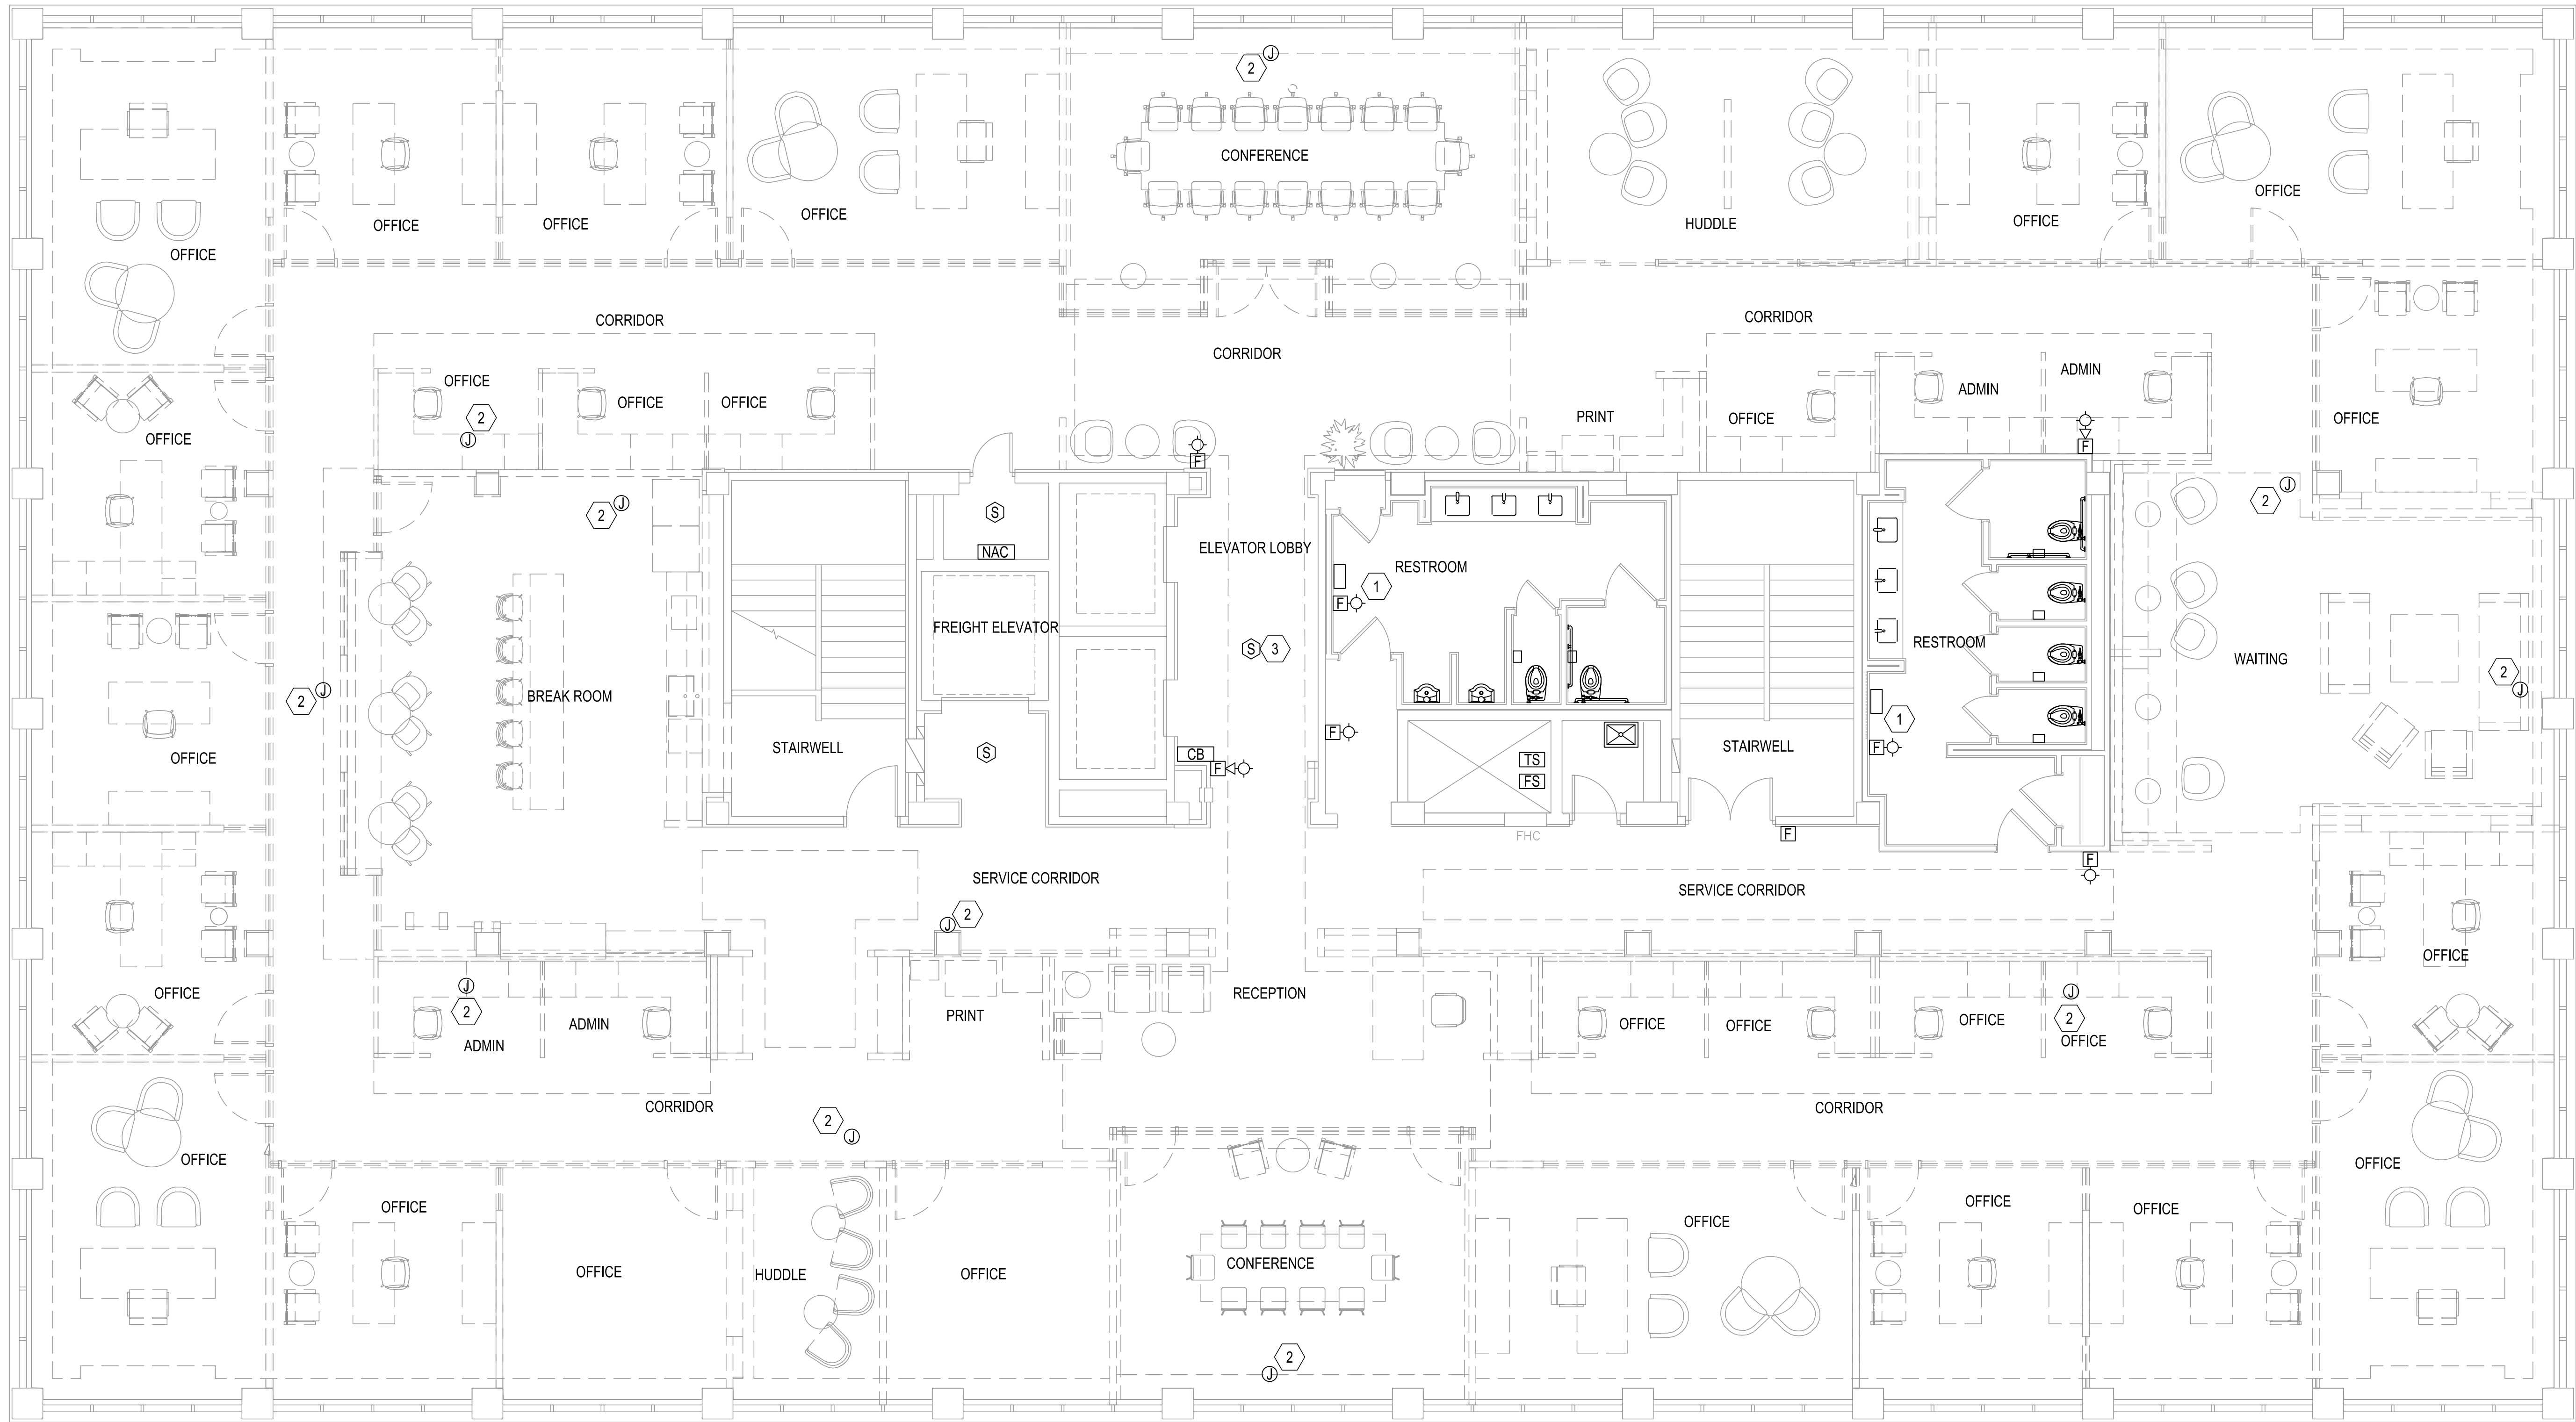 2
J
CONFERENCE
OFFICE
OFFICE
OFFICE
OFFICE
HUDDLE
OFFICE
OFFICE
OFFICE
CORRIDOR
CORRIDOR
CORRIDOR
OFFICE
2
J
OFFICE
OFFICE
PRINT
OFFICE
ADMIN
ADMIN
OFFICE
OFFICE
F
F
2
J
S
NAC
2
J
ELEVATOR LOBBY
RESTROOM
1
F
FREIGHT ELEVATOR
S
3
RESTROOM
WAITING
2
J
BREAK ROOM
2
J
1
F
OFFICE
STAIRWELL
S
CB
F
F
TS
FS
STAIRWELL
FHC
F
F
SERVICE CORRIDOR
SERVICE CORRIDOR
2
J
OFFICE
OFFICE
J
2
ADMIN
ADMIN
PRINT
RECEPTION
OFFICE
OFFICE
OFFICE
J
2
OFFICE
CORRIDOR
2
J
CORRIDOR
OFFICE
OFFICE
OFFICE
OFFICE
HUDDLE
OFFICE
CONFERENCE
OFFICE
OFFICE
OFFICE
2
J